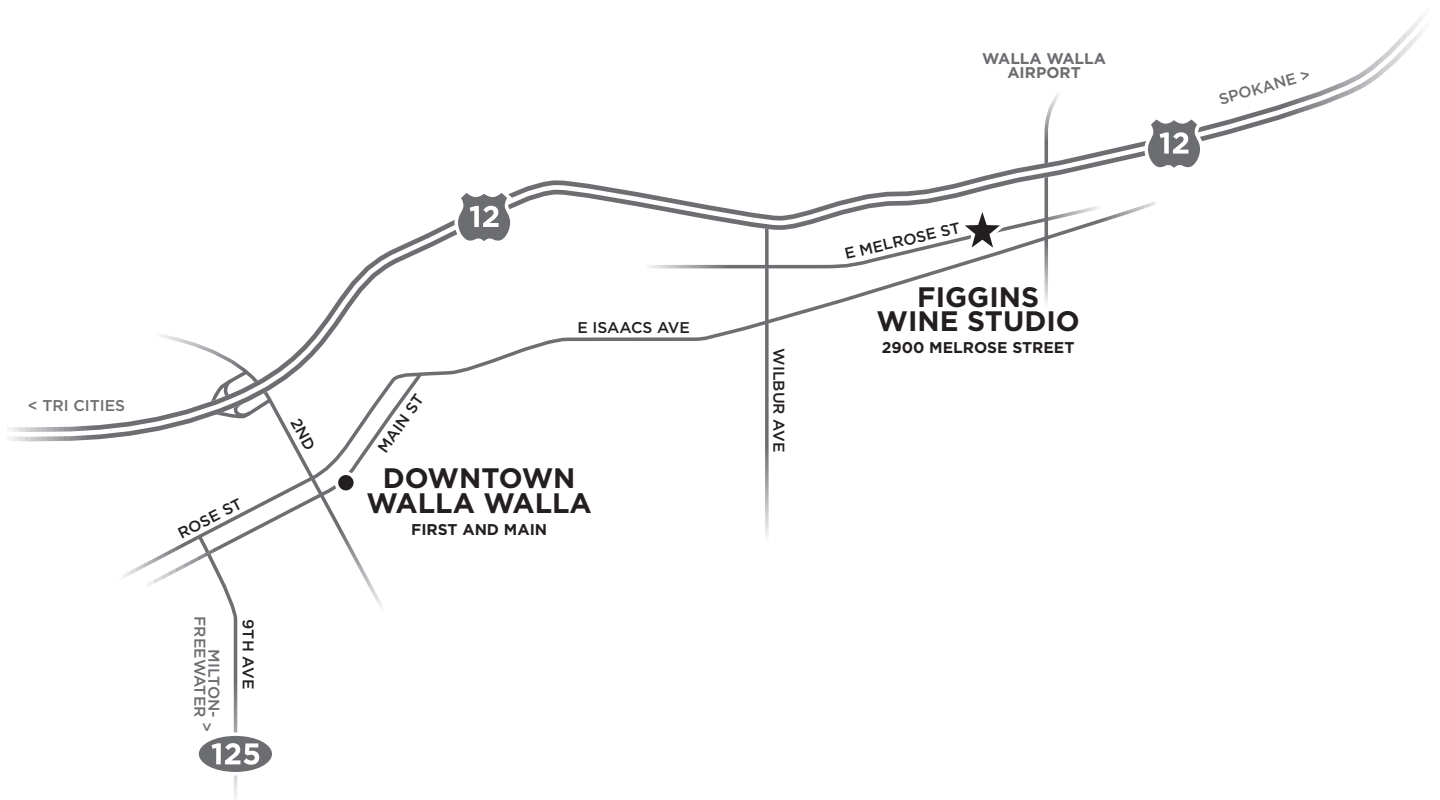 WALLA WALLA
AIRPORT
SPOKANE >
12
12
E MELROSE ST
FIGGINS
WINE STUDIO
2900 MELROSE STREET
E ISAACS AVE
WILBUR AVE
< TRI CITIES
2ND
MAIN ST
DOWNTOWN
WALLA WALLA
FIRST AND MAIN
ROSE ST
9TH AVE
MILTON-
FREEWATER >
125